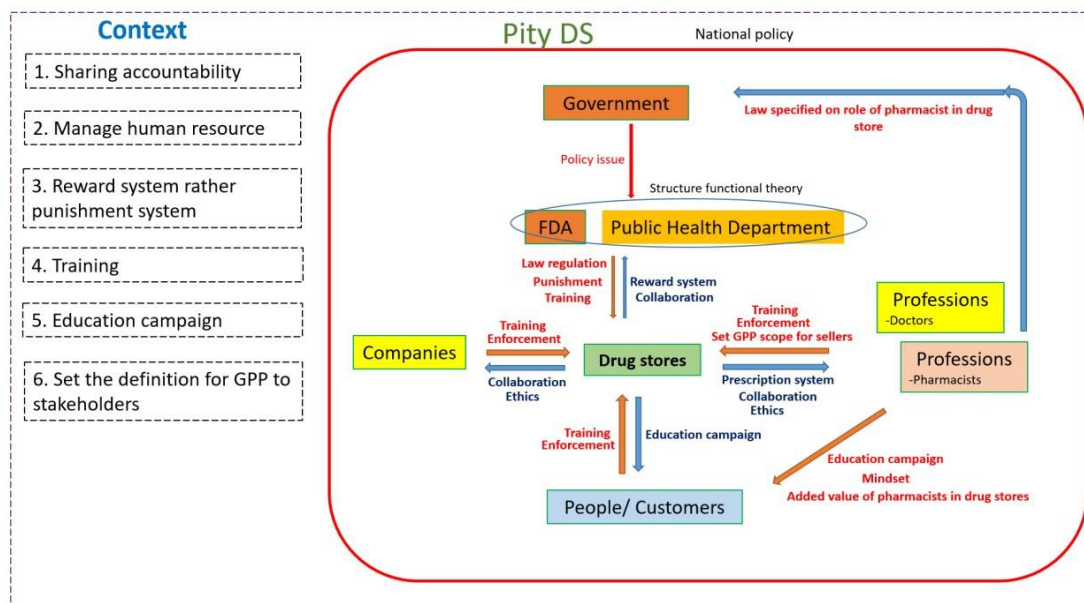 Context
1. Sharing accountability
2. Manage human resource
3. Reward system rather
punishment system
4. Training
5. Education campaign
6. Set the definition for GPP to
stakeholders
Pity DS
National policy
Government
Law specified on role of pharmacist in drug
store
Policy issue
Structure functional theory
FDA
Public Health Department
Law regulation
Punishment
Training
Reward system
Collaboration
Professions
-Doctors
Training
Enforcement
Set GPP scope for sellers
Training
Enforcement
Companies
Drug stores
Professions
-Pharmacists
Collaboration
Ethics
Prescription system
Collaboration
Ethics
Training
Enforcement
Education campaign
Education campaign
Mindset
Added value of pharmacists in drug stores
People/ Customers